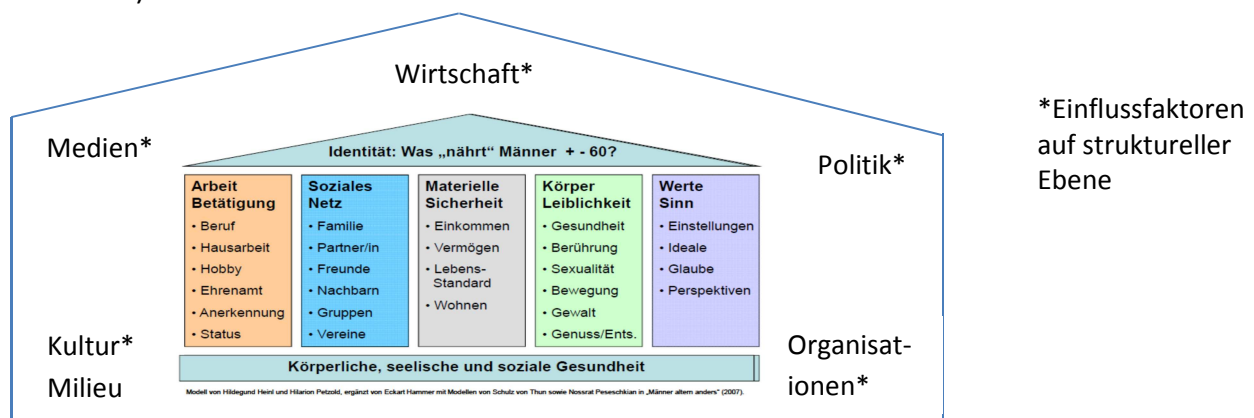 Wirtschaft*
*Einflussfaktoren
auf struktureller
Ebene
Medien*
Politik*
Identität: Was „nährt“ Männer + - 60?
Arbeit
Betätigung
• Beruf
• Hausarbeit
• Hobby
• Ehrenamt
• Anerkennung
• Status
Soziales
Netz
• Familie
• Partner/in
• Freunde
• Nachbarn
• Gruppen
• Vereine
Materielle
Sicherheit
• Einkommen
• Vermögen
• Lebens-
Standard
• Wohnen
Körper
Leiblichkeit
• Gesundheit
• Berührung
• Sexualität
• Bewegung
• Gewalt
• Genuss/Ents.
Werte
Sinn
• Einstellungen
• Ideale
• Glaube
• Perspektiven
Kultur*
Milieu
Organisat-
ionen*
Körperliche, seelische und soziale Gesundheit
Modell von Hildegund Heinl und Hilarion Petzold, ergänzt von Eckart Hammer mit Modellen von Schulz von Thun sowie Nossrat Peseschkian in „Männer altern anders“ (2007).